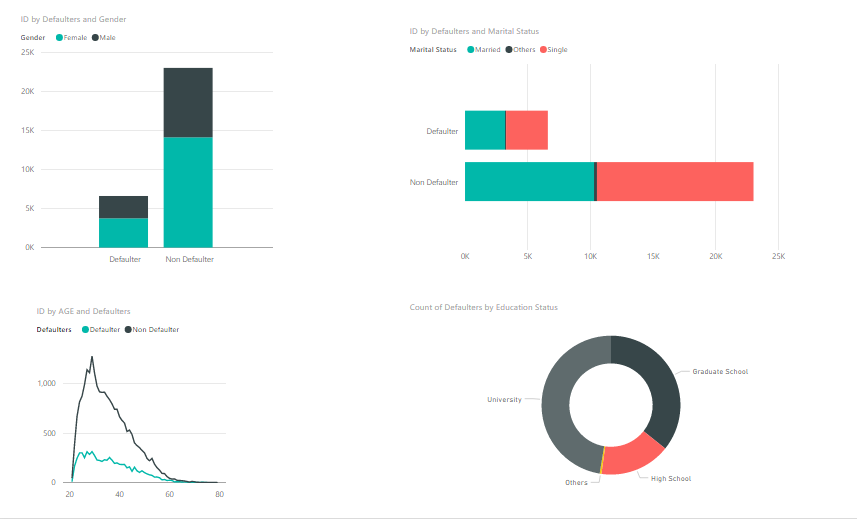 ID by Defaulters and Gender
Gender Female Male
25K
20K
15K
10K
5K
0K
Defaulter Non Defaulter
ID by Defaulters and Marital Status
Marital Status Married Others Single
Defaulter
Non Defaulter
0K 5K 10K 15K 20K 25K
ID by AGE and Defaulters
Defaulters Defaulter Non Defaulter
1,000
500
0
20 40 60 80
Count of Defaulters by Education Status
Graduate School
University
High School
Others